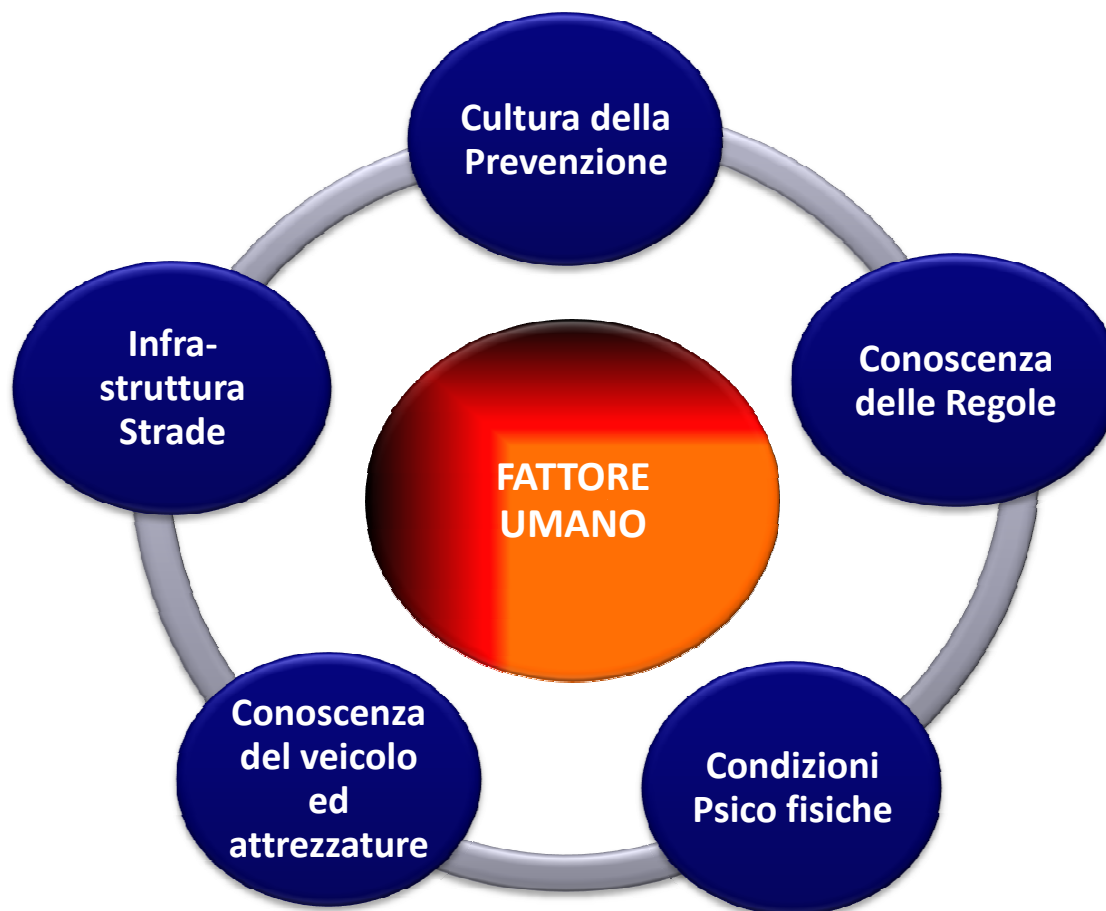 Cultura della
Prevenzione
Infra-
struttura
Strade
Conoscenza
delle Regole
FATTORE
UMANO
Conoscenza
del veicolo
ed
attrezzature
Condizioni
Psico fisiche